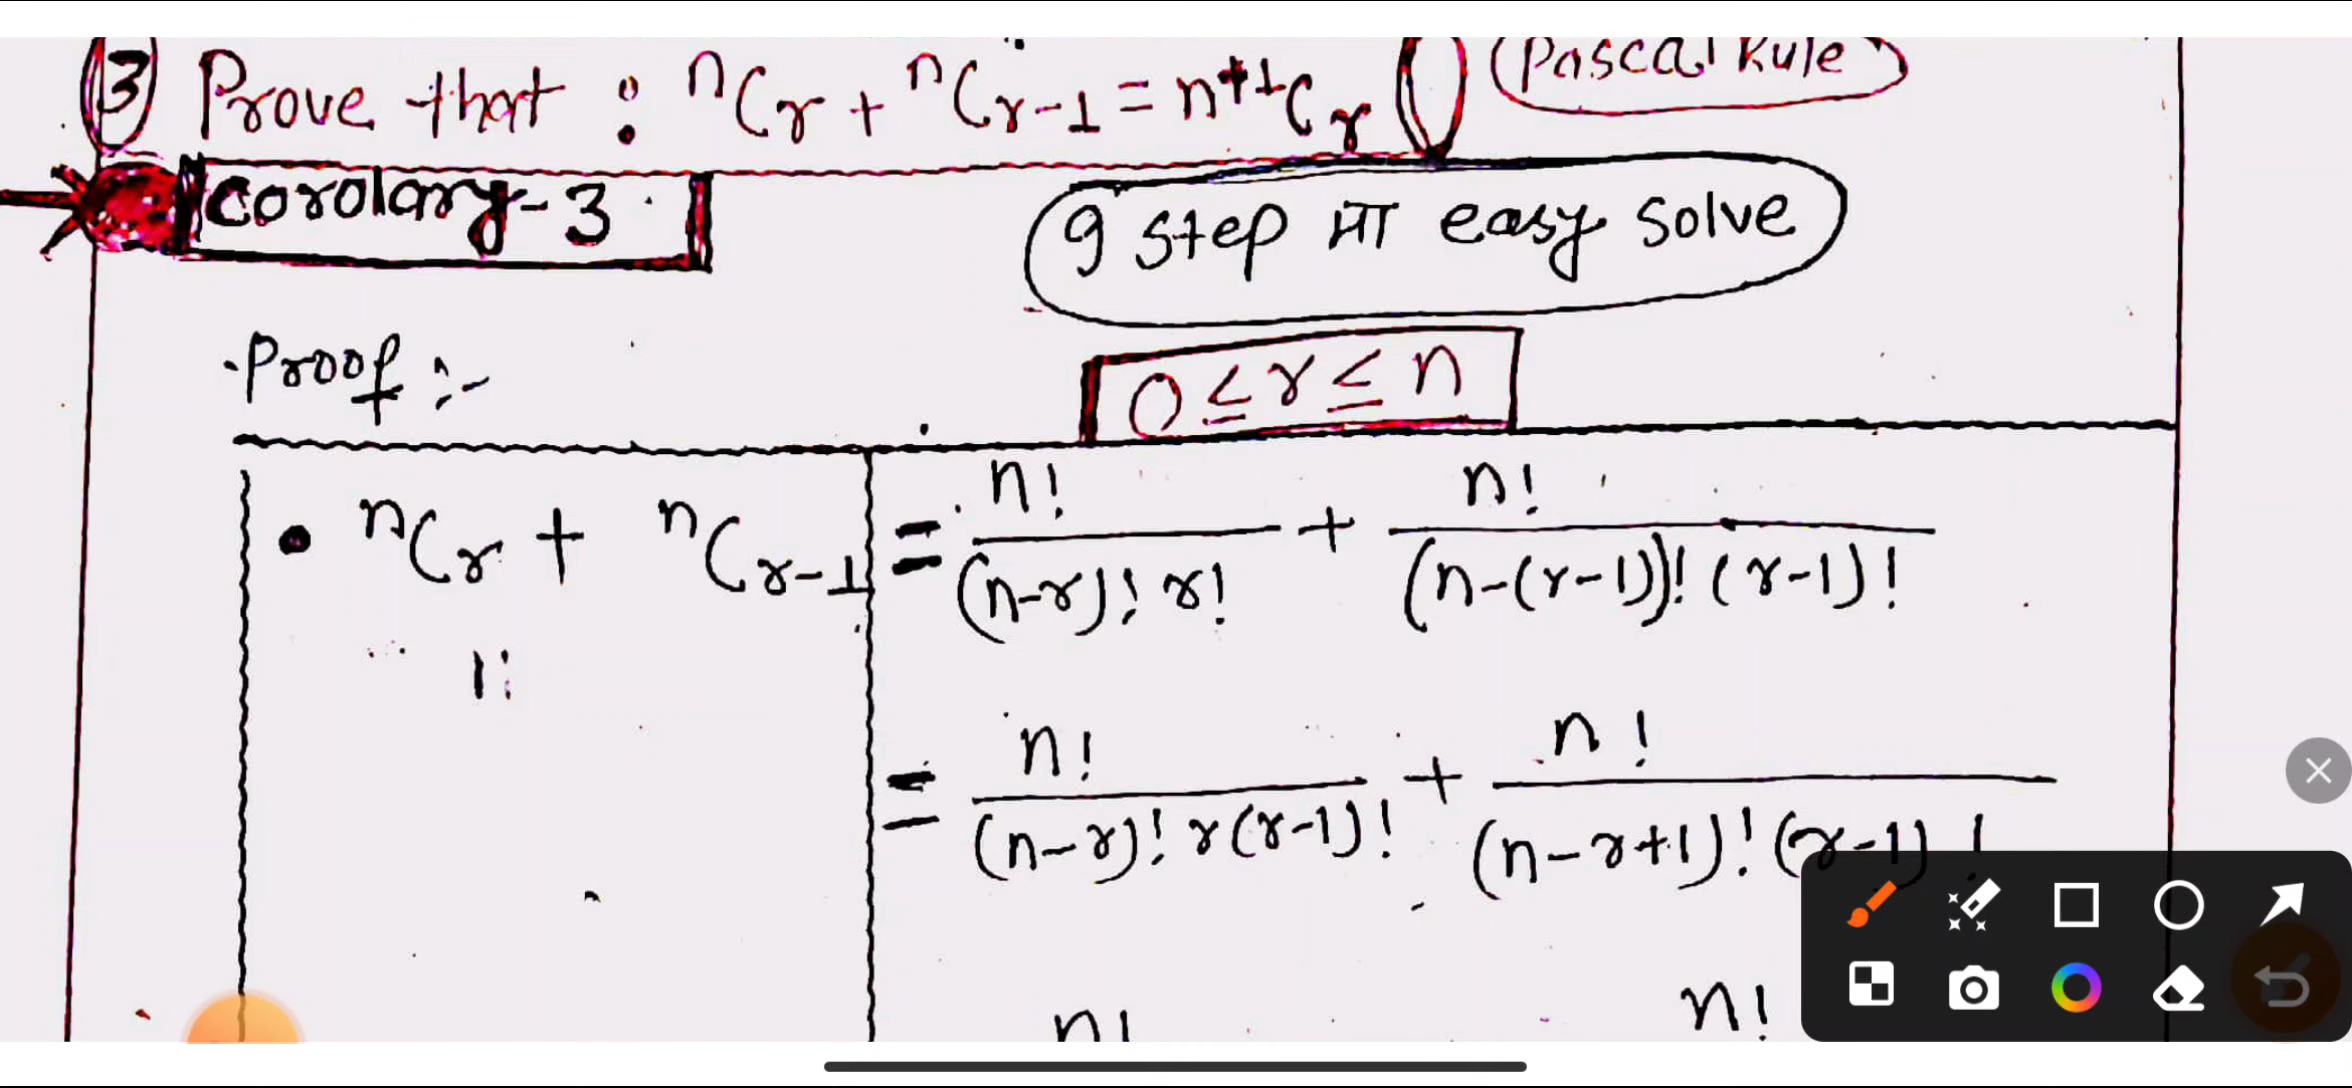 ③ Prove that : ⁿCᵣ + ⁿCᵣ₋₁ = ⁿ⁺¹Cᵣ (Pascal Rule)
corolary-3
9 step मा easy solve
Proof :-
0 ≤ r ≤ n
• ⁿCᵣ + ⁿCᵣ₋₁ = n! / (n-r)! r! + n! / (n-(r-1))! (r-1)!
= n! / (n-r)! r(r-1)! + n! / (n-r+1)! (r-1)!
n! n!